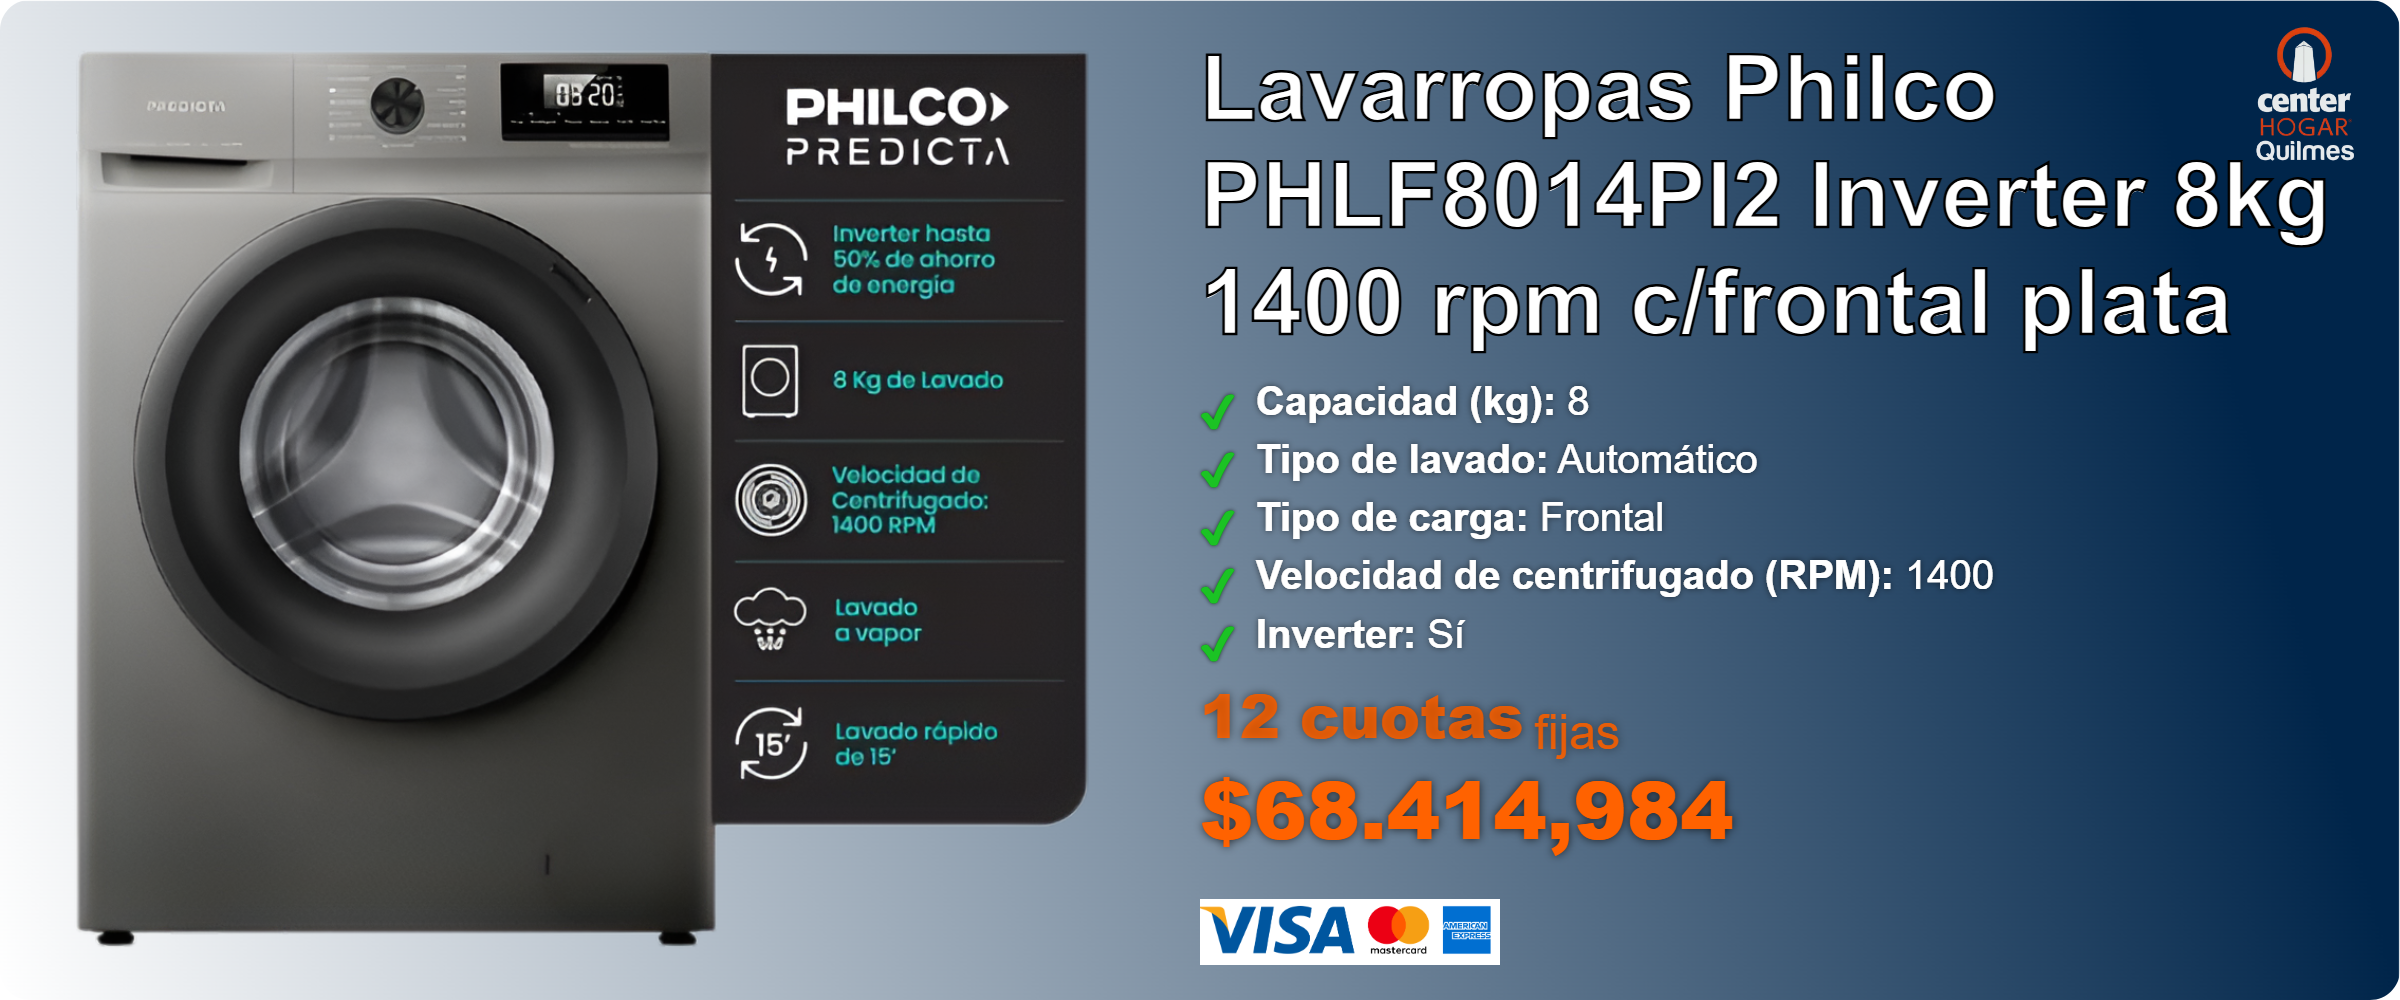 PREDICTA
03 20
PHILCO
PREDICTA
Inverter hasta
50% de ahorro
de energía
8 Kg de Lavado
Velocidad de
Centrifugado:
1400 RPM
Lavado
a vapor
15'
Lavado rápido
de 15'
Lavarropas Philco
PHLF8014PI2 Inverter 8kg
1400 rpm c/frontal plata
center
HOGAR
Quilmes
Capacidad (kg): 8
Tipo de lavado: Automático
Tipo de carga: Frontal
Velocidad de centrifugado (RPM): 1400
Inverter: Sí
12 cuotas fijas
$68.414,984
VISA
mastercard
AMERICAN
EXPRESS